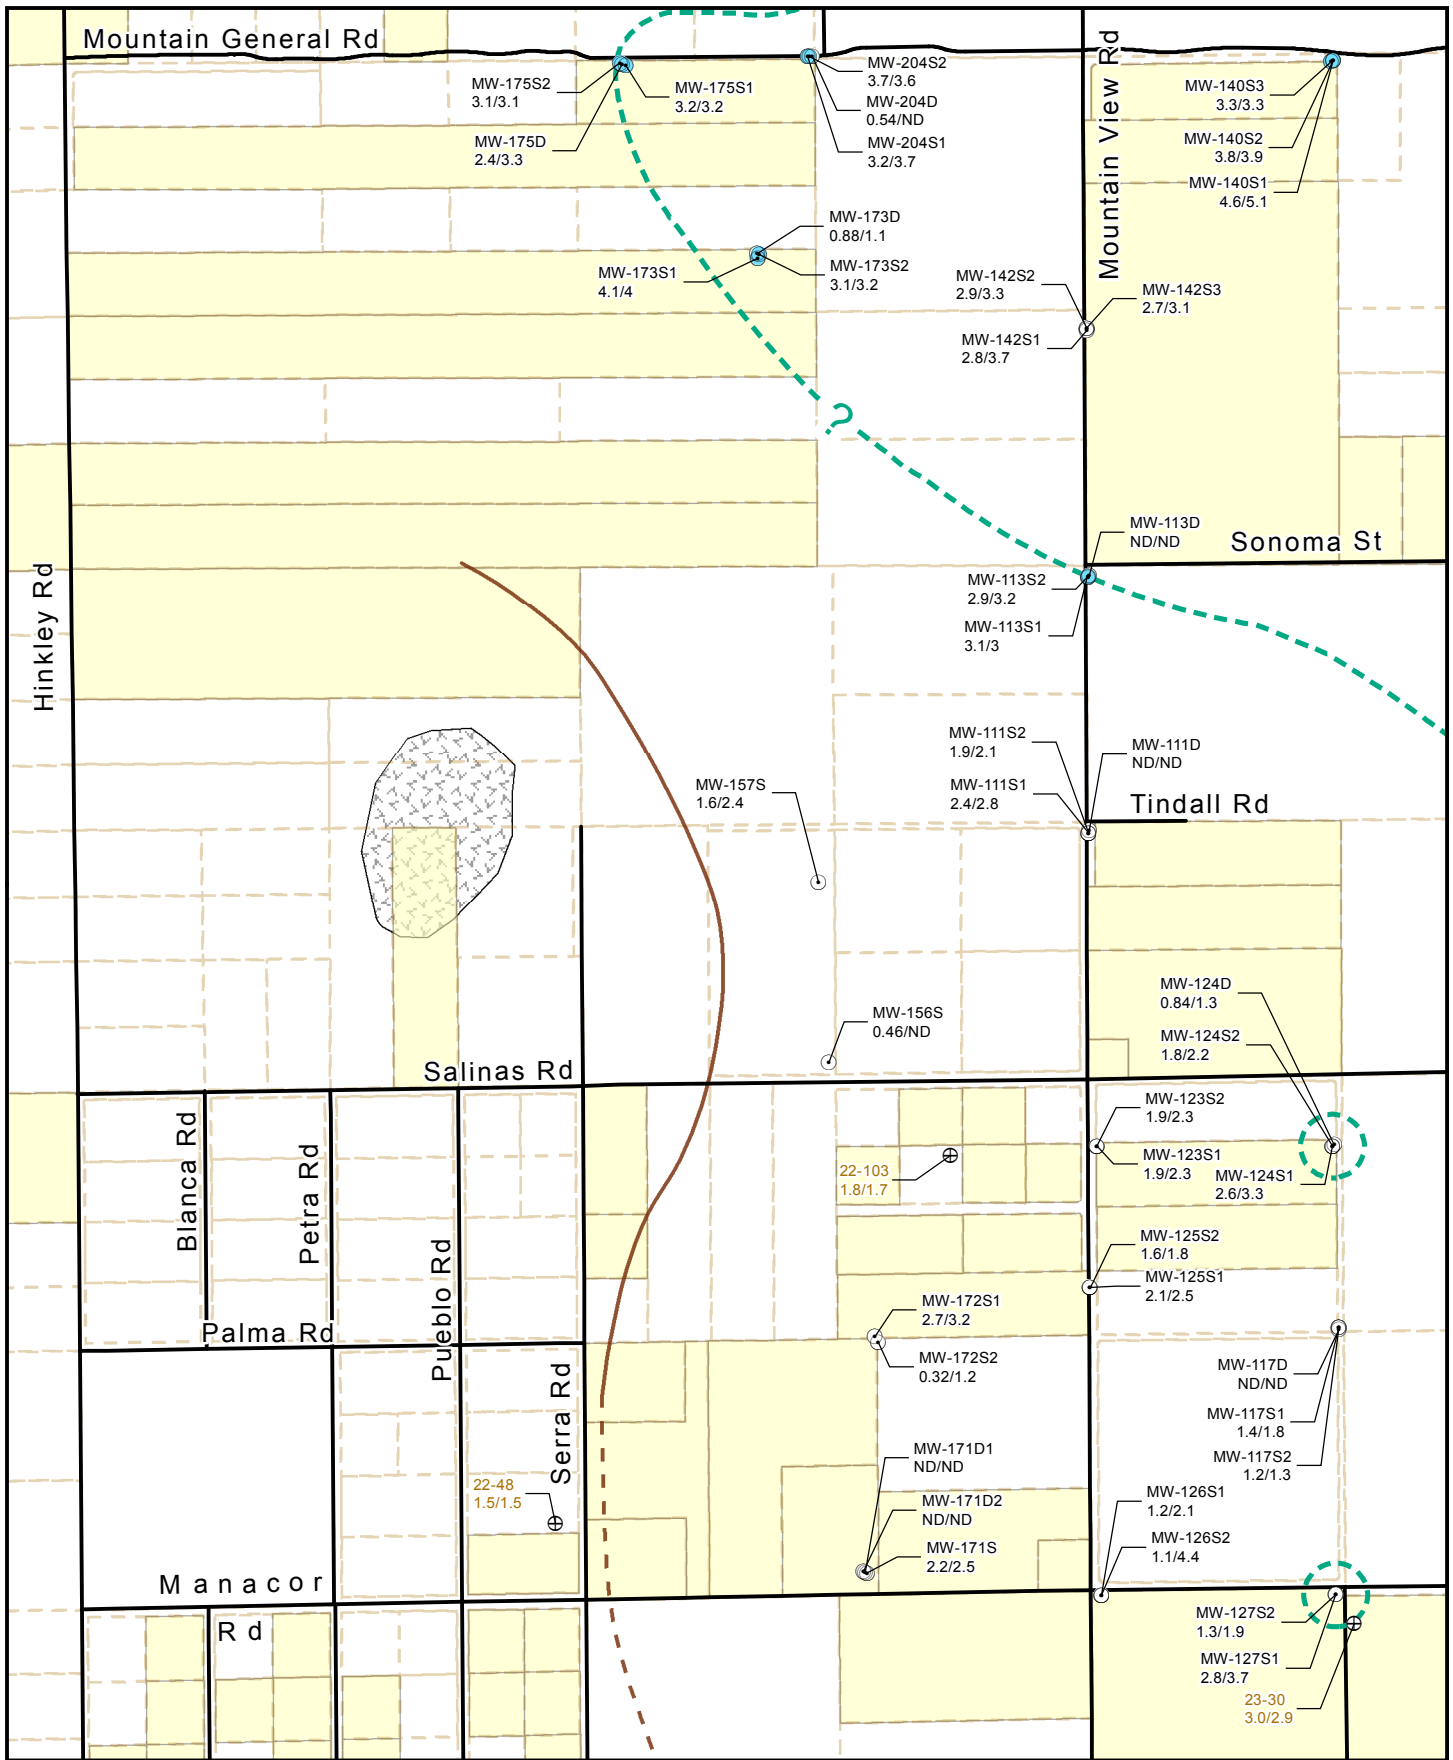 Mountain General Rd
MW-175S2
3.1/3.1
MW-175S1
3.2/3.2
MW-175D
2.4/3.3
MW-204S2
3.7/3.6
MW-204D
0.54/ND
MW-204S1
3.2/3.7
Mountain View Rd
MW-140S3
3.3/3.3
MW-140S2
3.8/3.9
MW-140S1
4.6/5.1
MW-173D
0.88/1.1
MW-173S1
4.1/4
MW-173S2
3.1/3.2
MW-142S2
2.9/3.3
MW-142S3
2.7/3.1
MW-142S1
2.8/3.7
?
MW-113D
ND/ND
Sonoma St
MW-113S2
2.9/3.2
MW-113S1
3.1/3
Hinkley Rd
MW-111S2
1.9/2.1
MW-111D
ND/ND
MW-157S
1.6/2.4
MW-111S1
2.4/2.8
Tindall Rd
MW-124D
0.84/1.3
MW-156S
0.46/ND
MW-124S2
1.8/2.2
Salinas Rd
MW-123S2
1.9/2.3
MW-123S1
1.9/2.3
MW-124S1
2.6/3.3
22-103
1.8/1.7
Blanca Rd
Petra Rd
Pueblo Rd
MW-125S2
1.6/1.8
MW-125S1
2.1/2.5
MW-172S1
2.7/3.2
Palma Rd
MW-172S2
0.32/1.2
MW-117D
ND/ND
MW-117S1
1.4/1.8
MW-117S2
1.2/1.3
Serra Rd
MW-171D1
ND/ND
22-48
1.5/1.5
MW-171D2
ND/ND
MW-126S1
1.2/2.1
MW-171S
2.2/2.5
MW-126S2
1.1/4.4
Manacor
Rd
MW-127S2
1.3/1.9
MW-127S1
2.8/3.7
23-30
3.0/2.9